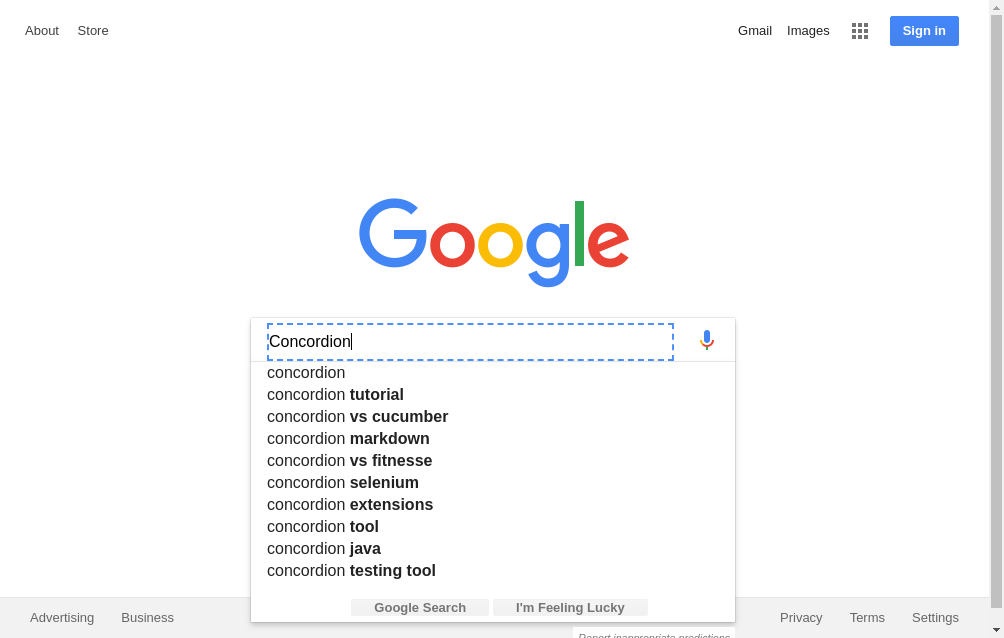 About Store Gmail Images Sign in
Google
Concordion
concordion
concordion tutorial
concordion vs cucumber
concordion markdown
concordion vs fitnesse
concordion selenium
concordion extensions
concordion tool
concordion java
concordion testing tool
Google Search I'm Feeling Lucky
Advertising Business Privacy Terms Settings
Report inappropriate predictions